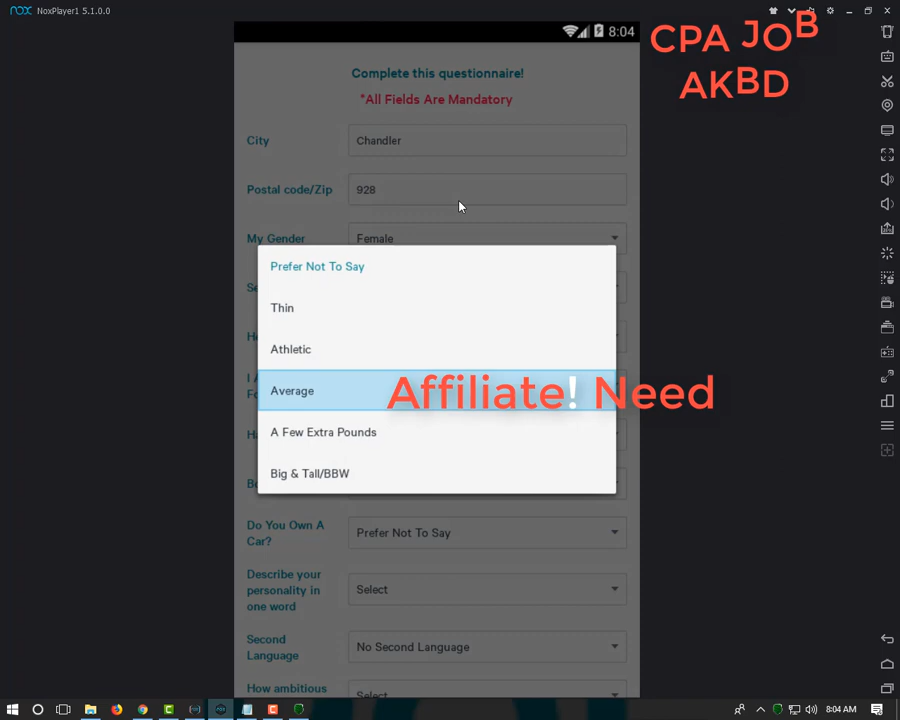 NoxPlayer1 5.1.0.0
8:04
CPA JOB
AKBD
Complete this questionnaire!
*All Fields Are Mandatory
City
Chandler
Postal code/Zip
928
My Gender
Female
Prefer Not To Say
Thin
Athletic
Average
Affiliate! Need
A Few Extra Pounds
Big & Tall/BBW
Do You Own A
Car?
Prefer Not To Say
Describe your
personality in
one word
Select
Second
Language
No Second Language
How ambitious
Select
8:04 AM